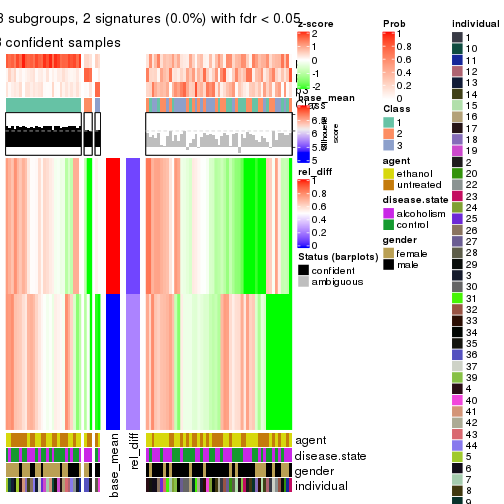 3 subgroups, 2 signatures (0.0%) with fdr < 0.05
confident samples
z-score
2
1
0
-1
-2
base_mean
6.5
6
5.5
5
Silhouette
score
rel_diff
1
0.8
0.6
0.4
0.2
0
Status (barplots)
confident
ambiguous
Prob
1
0.8
0.6
0.4
0.2
0
Class
1
2
3
agent
ethanol
untreated
disease.state
alcoholism
control
gender
female
male
individual
1
10
11
12
13
14
15
16
17
18
19
2
20
22
23
24
25
26
27
28
29
3
30
31
32
33
34
35
36
37
39
4
40
41
42
43
44
5
6
7
8
9
agent
disease.state
gender
individual
base_mean
rel_diff